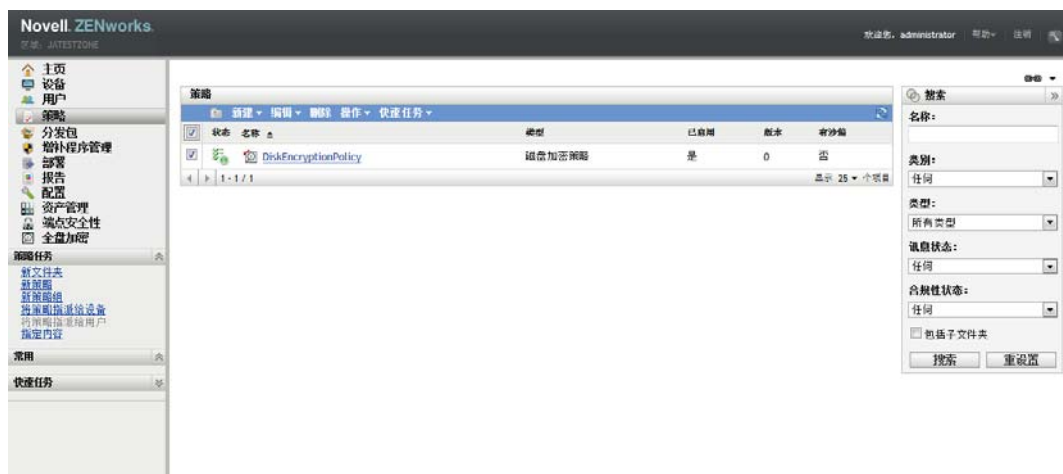 Novell ZENworks.
区域: JATESTZONE
欢迎您，administrator 帮助 注销
主页
设备
用户
策略
分发包
增补程序管理
部署
报告
配置
资产管理
端点安全性
全盘加密
策略任务
新文件夹
新策略
新策略组
将策略指派给设备
将策略指派给用户
指定内容
常用
快速任务
策略
新建 编辑 删除 操作 快速任务
状态 名称 类型 已启用 版本 有沙箱
DiskEncryptionPolicy 磁盘加密策略 是 0 否
1 - 1 / 1 显示 25 个项目
搜索
名称:
类别:
任何
类型:
所有类型
讯息状态:
任何
合规性状态:
任何
包括子文件夹
搜索 重设置